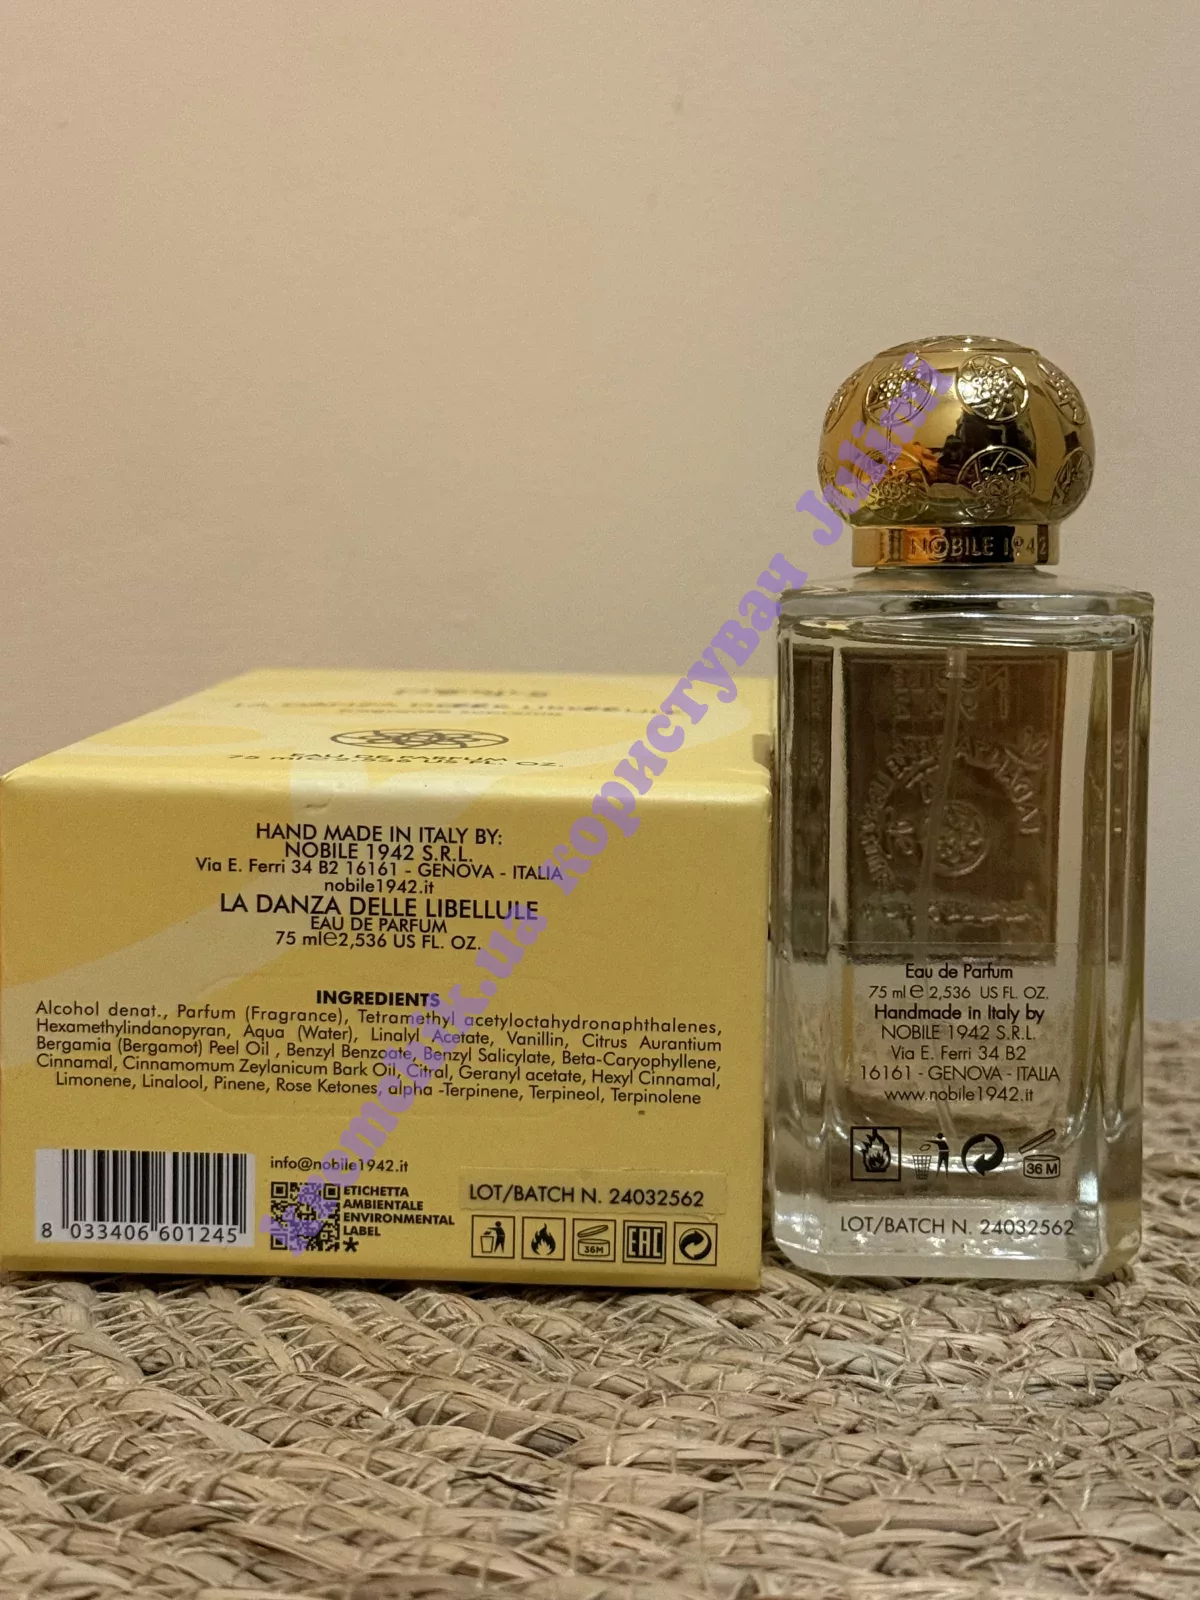 EAU DE PARFUM
HAND MADE IN ITALY BY:
NOBILE 1942 S.R.L.
Via E. Ferri 34 B2 16161 - GENOVA - ITALIA
nobile1942.it
LA DANZA DELLE LIBELLULE
EAU DE PARFUM
75 ml e 2,536 US FL. OZ.
INGREDIENTS
Alcohol denat., Parfum (Fragrance), Tetramethyl acetyloctahydronaphthalenes,
Hexamethylindanopyran, Aqua (Water), Linalyl Acetate, Vanillin, Citrus Aurantium
Bergamia (Bergamot) Peel Oil , Benzyl Benzoate, Benzyl Salicylate, Beta-Caryophyllene,
Cinnamal, Cinnamomum Zeylanicum Bark Oil, Citral, Geranyl acetate, Hexyl Cinnamal,
Limonene, Linalool, Pinene, Rose Ketones, alpha -Terpinene, Terpineol, Terpinolene
info@nobile1942.it
8 033406 601245
ETICHETTA
AMBIENTALE
ENVIRONMENTAL
LABEL
*
LOT/BATCH N. 24032562
36M
EAC
NOBILE 1942
Eau de Parfum
75 ml e 2,536 US FL. OZ.
Handmade in Italy by
NOBILE 1942 S.R.L.
Via E. Ferri 34 B2
16161 - GENOVA - ITALIA
www.nobile1942.it
36 M
LOT/BATCH N. 24032562
користувач Juliia